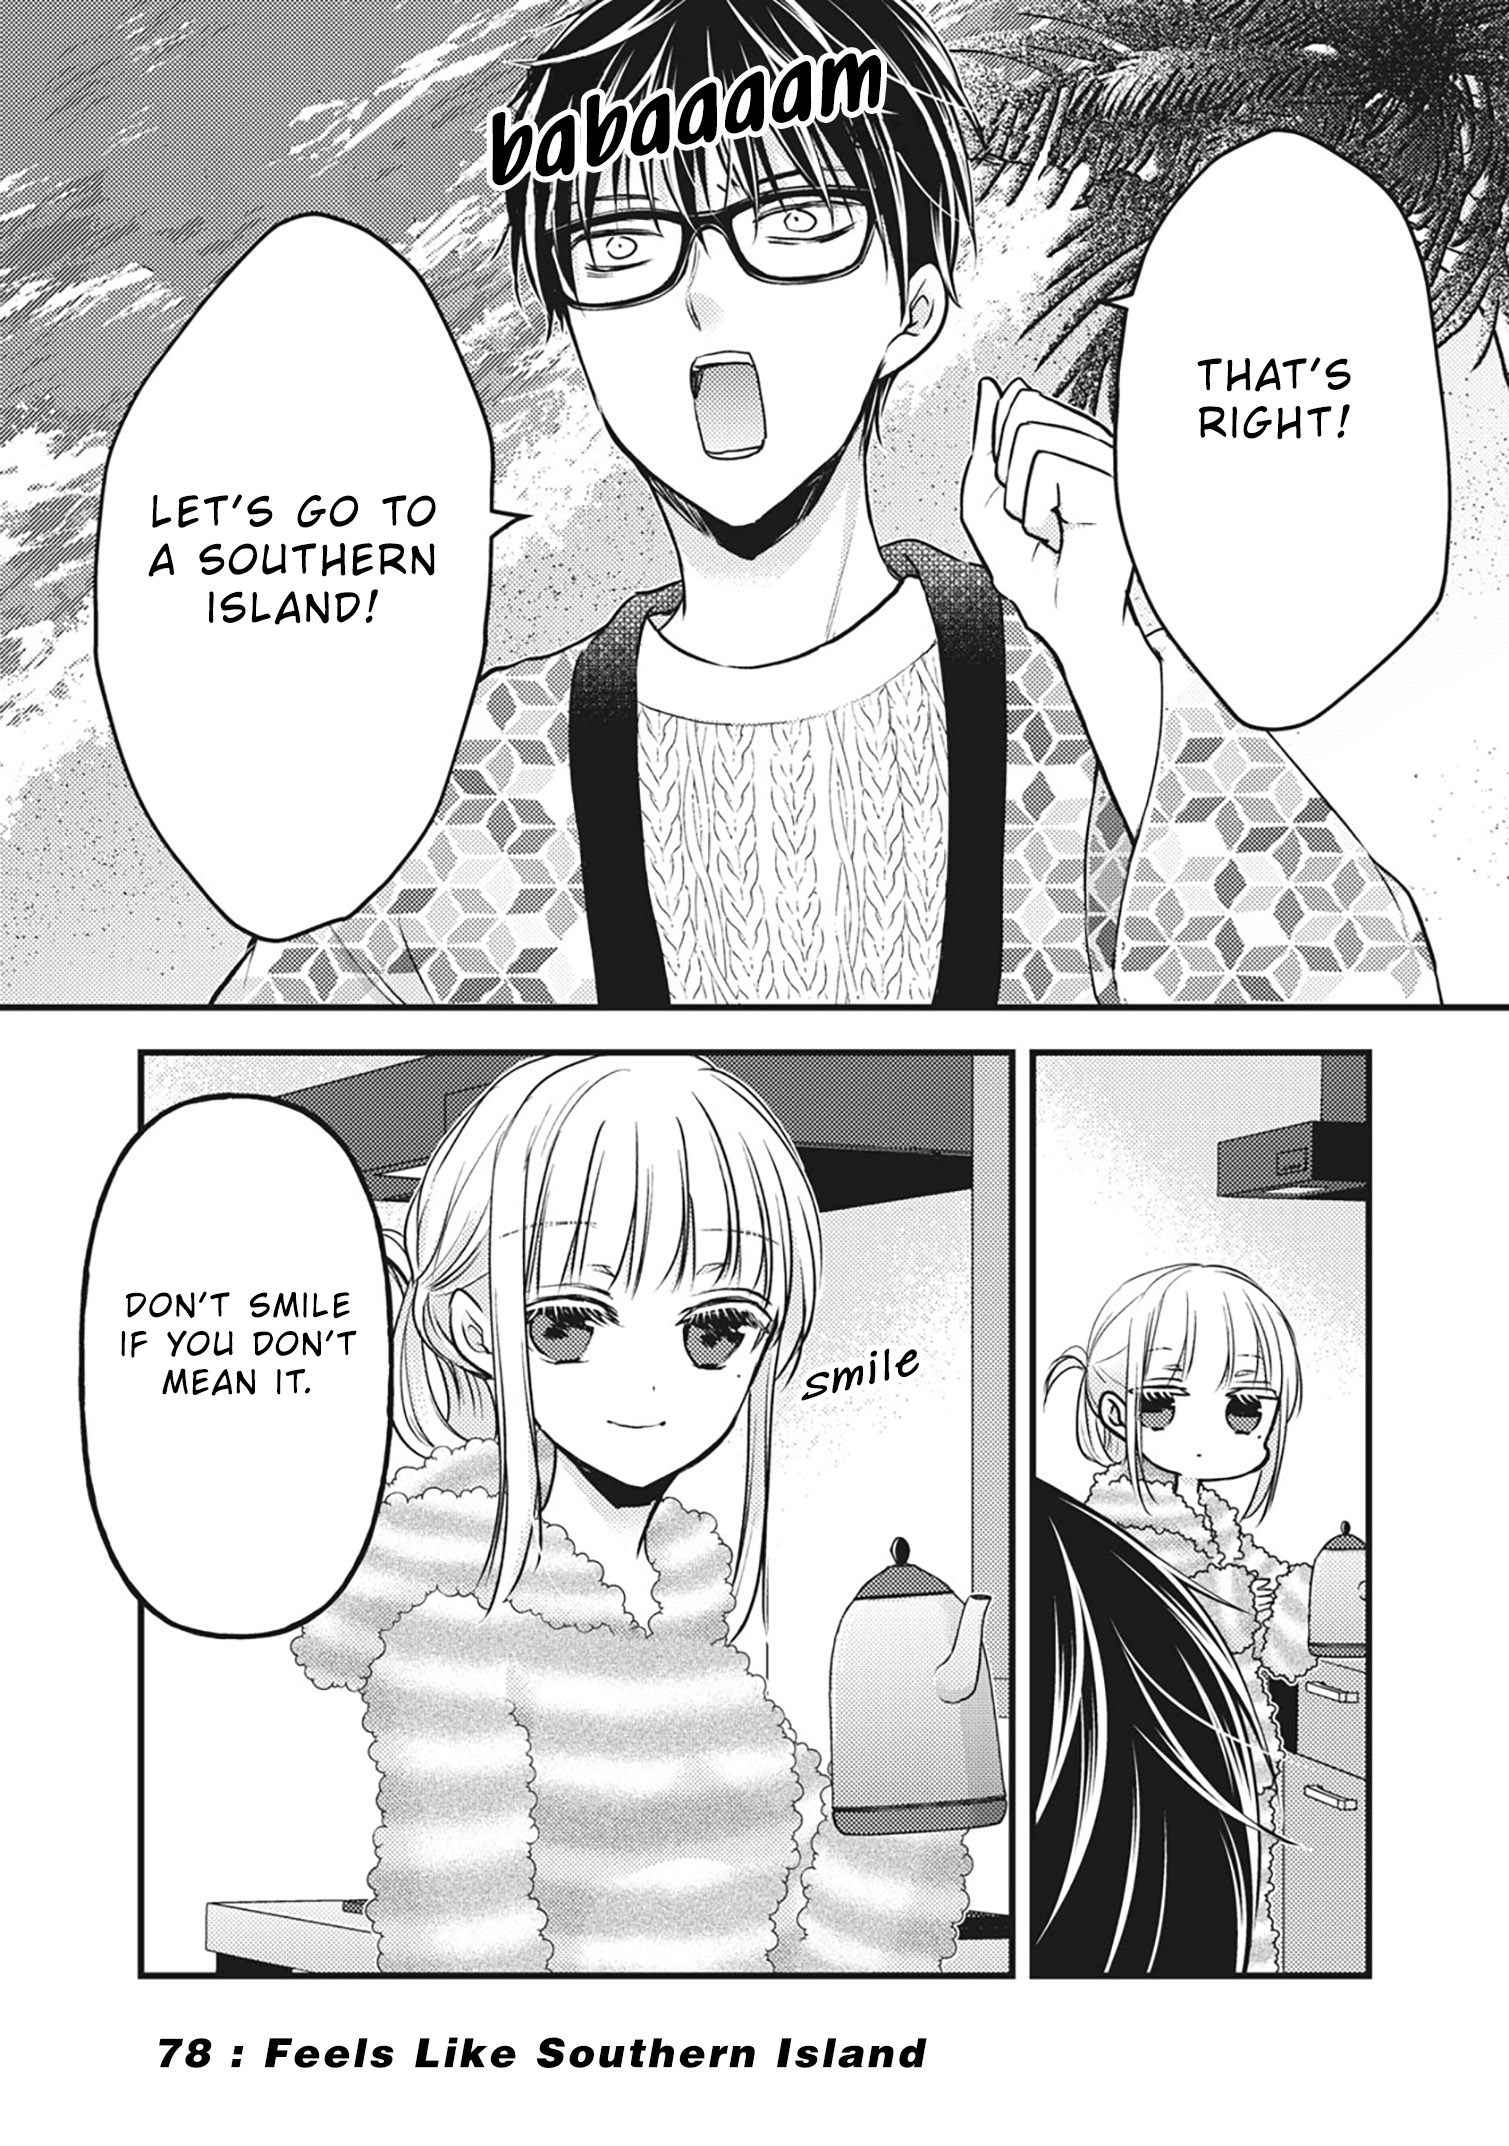 babaaaaam
THAT'S
RIGHT!
LET'S GO TO
A SOUTHERN
ISLAND!
smile
DON'T SMILE
IF YOU DON'T
MEAN IT.
78 : Feels Like Southern Island